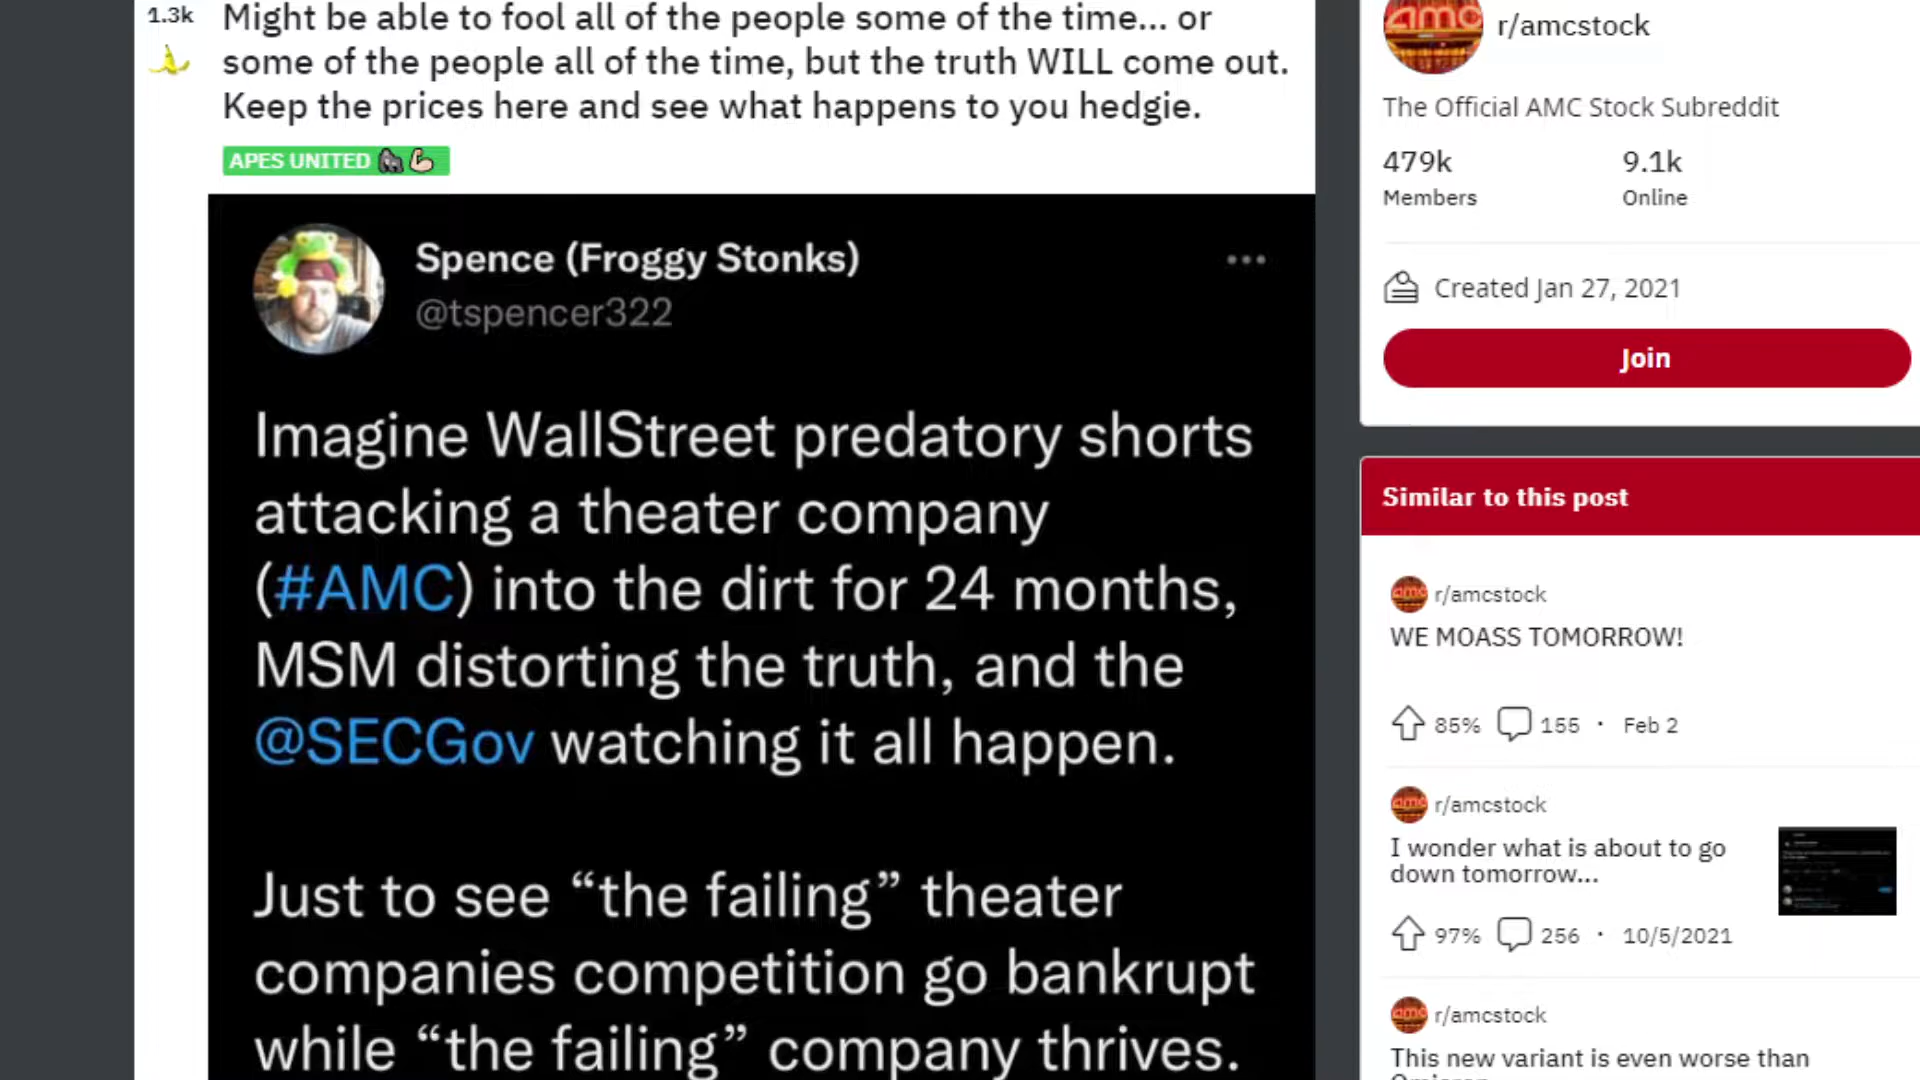 1.3k
Might be able to fool all of the people some of the time... or
some of the people all of the time, but the truth WILL come out.
Keep the prices here and see what happens to you hedgie.
APES UNITED
Spence (Froggy Stonks)
@tspencer322
Imagine WallStreet predatory shorts
attacking a theater company
(#AMC) into the dirt for 24 months,
MSM distorting the truth, and the
@SECGov watching it all happen.
Just to see “the failing” theater
companies competition go bankrupt
while “the failing” company thrives.
amc
r/amcstock
The Official AMC Stock Subreddit
479k 9.1k
Members Online
Created Jan 27, 2021
Join
Similar to this post
amc r/amcstock
WE MOASS TOMORROW!
85% 155 · Feb 2
amc r/amcstock
I wonder what is about to go
down tomorrow...
97% 256 · 10/5/2021
amc r/amcstock
This new variant is even worse than